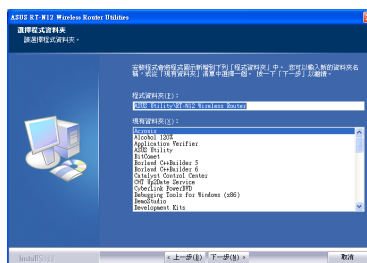 ASUS RT-N12 Wireless Router Utilities
選擇程式資料夾
請選擇程式資料夾。
安裝程式會將程式圖示新增到下列「程式資料夾」中。 您可以輸入新的資料夾名
稱，或從「現有資料夾」清單中選擇一個。 按一下「下一步」以繼續。
程式資料夾(P)：
ASUS Utility\RT-N12 Wireless Router
現有資料夾(X)：
Acronis
Alcohol 120%
Application Verifier
ASUS Utility
BitComet
Borland C++Builder 5
Borland C++Builder 6
Catalyst Control Center
CHT Up2Date Service
CyberLink PowerDVD
Debugging Tools for Windows (x86)
DemoStudio
Development Kits
InstallShield
< 上一步(B)
下一步(N) >
取消